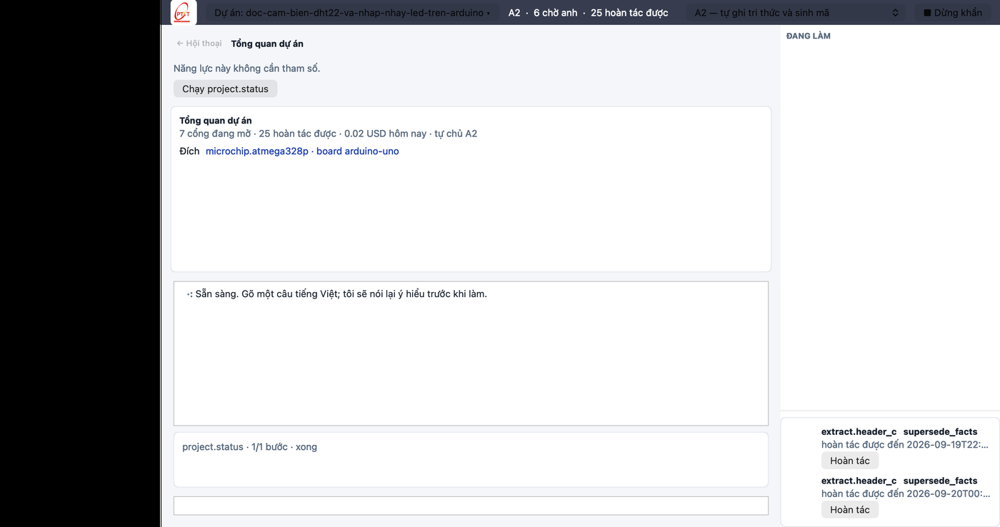 PTIT
Dự án: doc-cam-bien-dht22-va-nhap-nhay-led-tren-arduino
A2 · 6 chờ anh · 25 hoàn tác được
A2 — tự ghi tri thức và sinh mã
Dừng khẩn
← Hội thoại Tổng quan dự án
ĐANG LÀM
Năng lực này không cần tham số.
Chạy project.status
Tổng quan dự án
7 cổng đang mở · 25 hoàn tác được · 0.02 USD hôm nay · tự chủ A2
Đích microchip.atmega328p · board arduino-uno
·: Sẵn sàng. Gõ một câu tiếng Việt; tôi sẽ nói lại ý hiểu trước khi làm.
project.status · 1/1 bước · xong
extract.header_c supersede_facts
hoàn tác được đến 2026-09-19T22:...
Hoàn tác
extract.header_c supersede_facts
hoàn tác được đến 2026-09-20T00:...
Hoàn tác